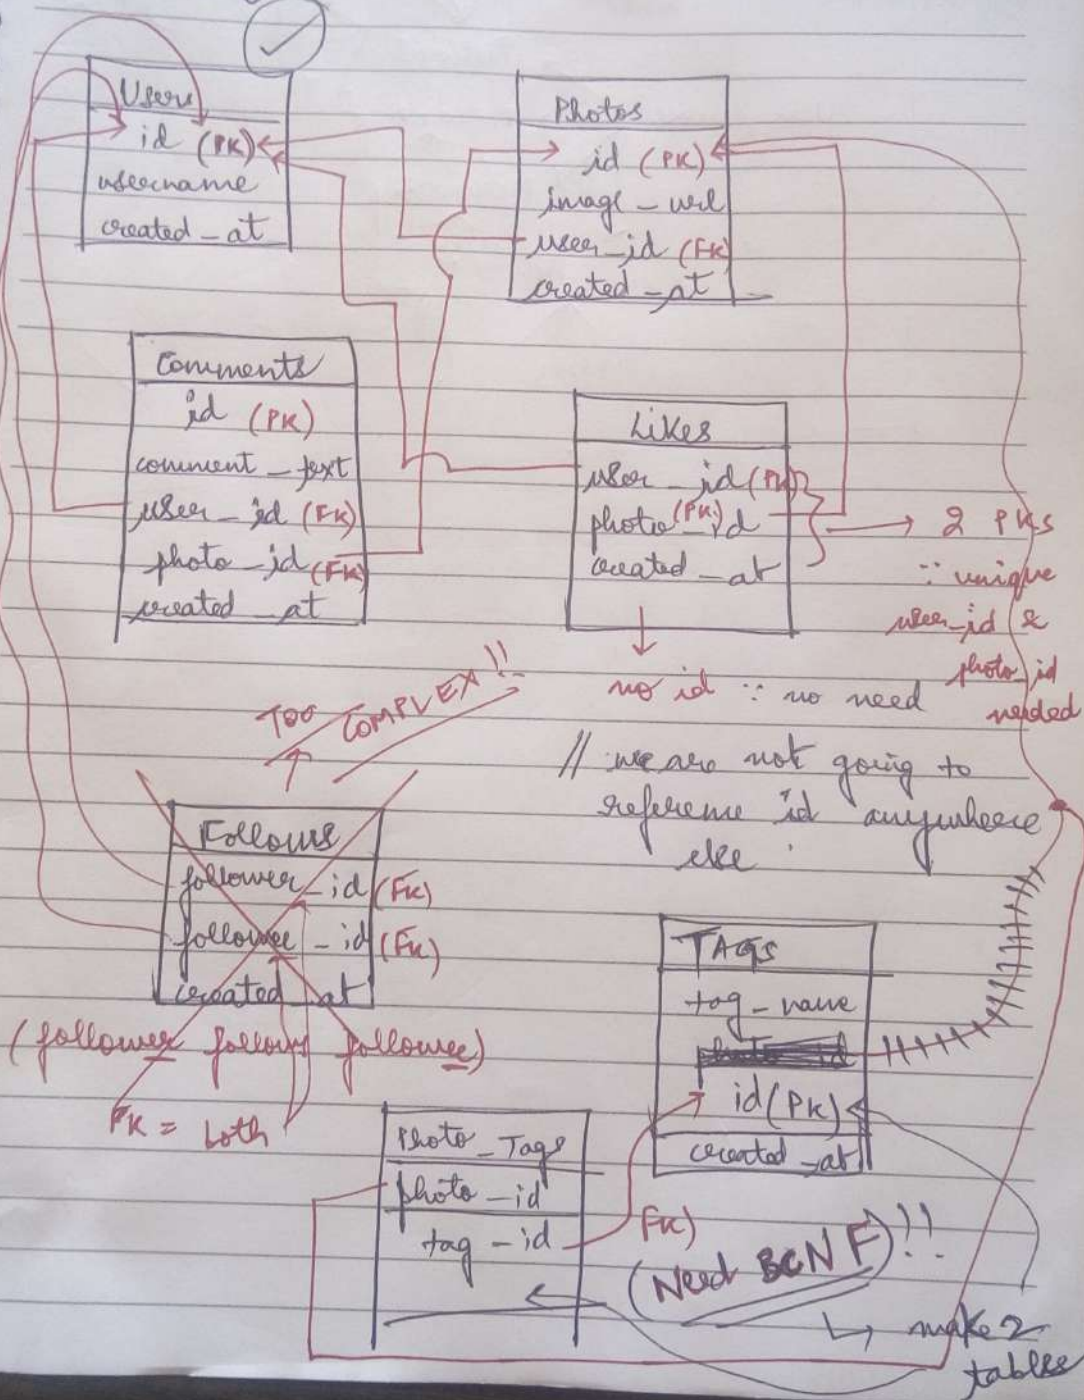 Users
id (PK)
username
created_at
Photos
id (PK)
image_url
user_id (FK)
created_at
Comments
id (PK)
comment_text
user_id (FK)
photo_id (FK)
created_at
Likes
user_id (PK)
photo_id (PK)
created_at
→ 2 PKs
∵ unique
user_id &
photo_id
needed
no id ∵ no need
// we are not going to
reference id anywhere
else.
TOO COMPLEX!!
Follows
follower_id (FK)
followee_id (FK)
created_at
(follower follows followee)
FK = both
TAGS
tag_name
photo_id
id (PK)
created_at
Photo_Tags
photo_id
tag_id
FK)
(Need BCNF)!!
↳ make 2
tables